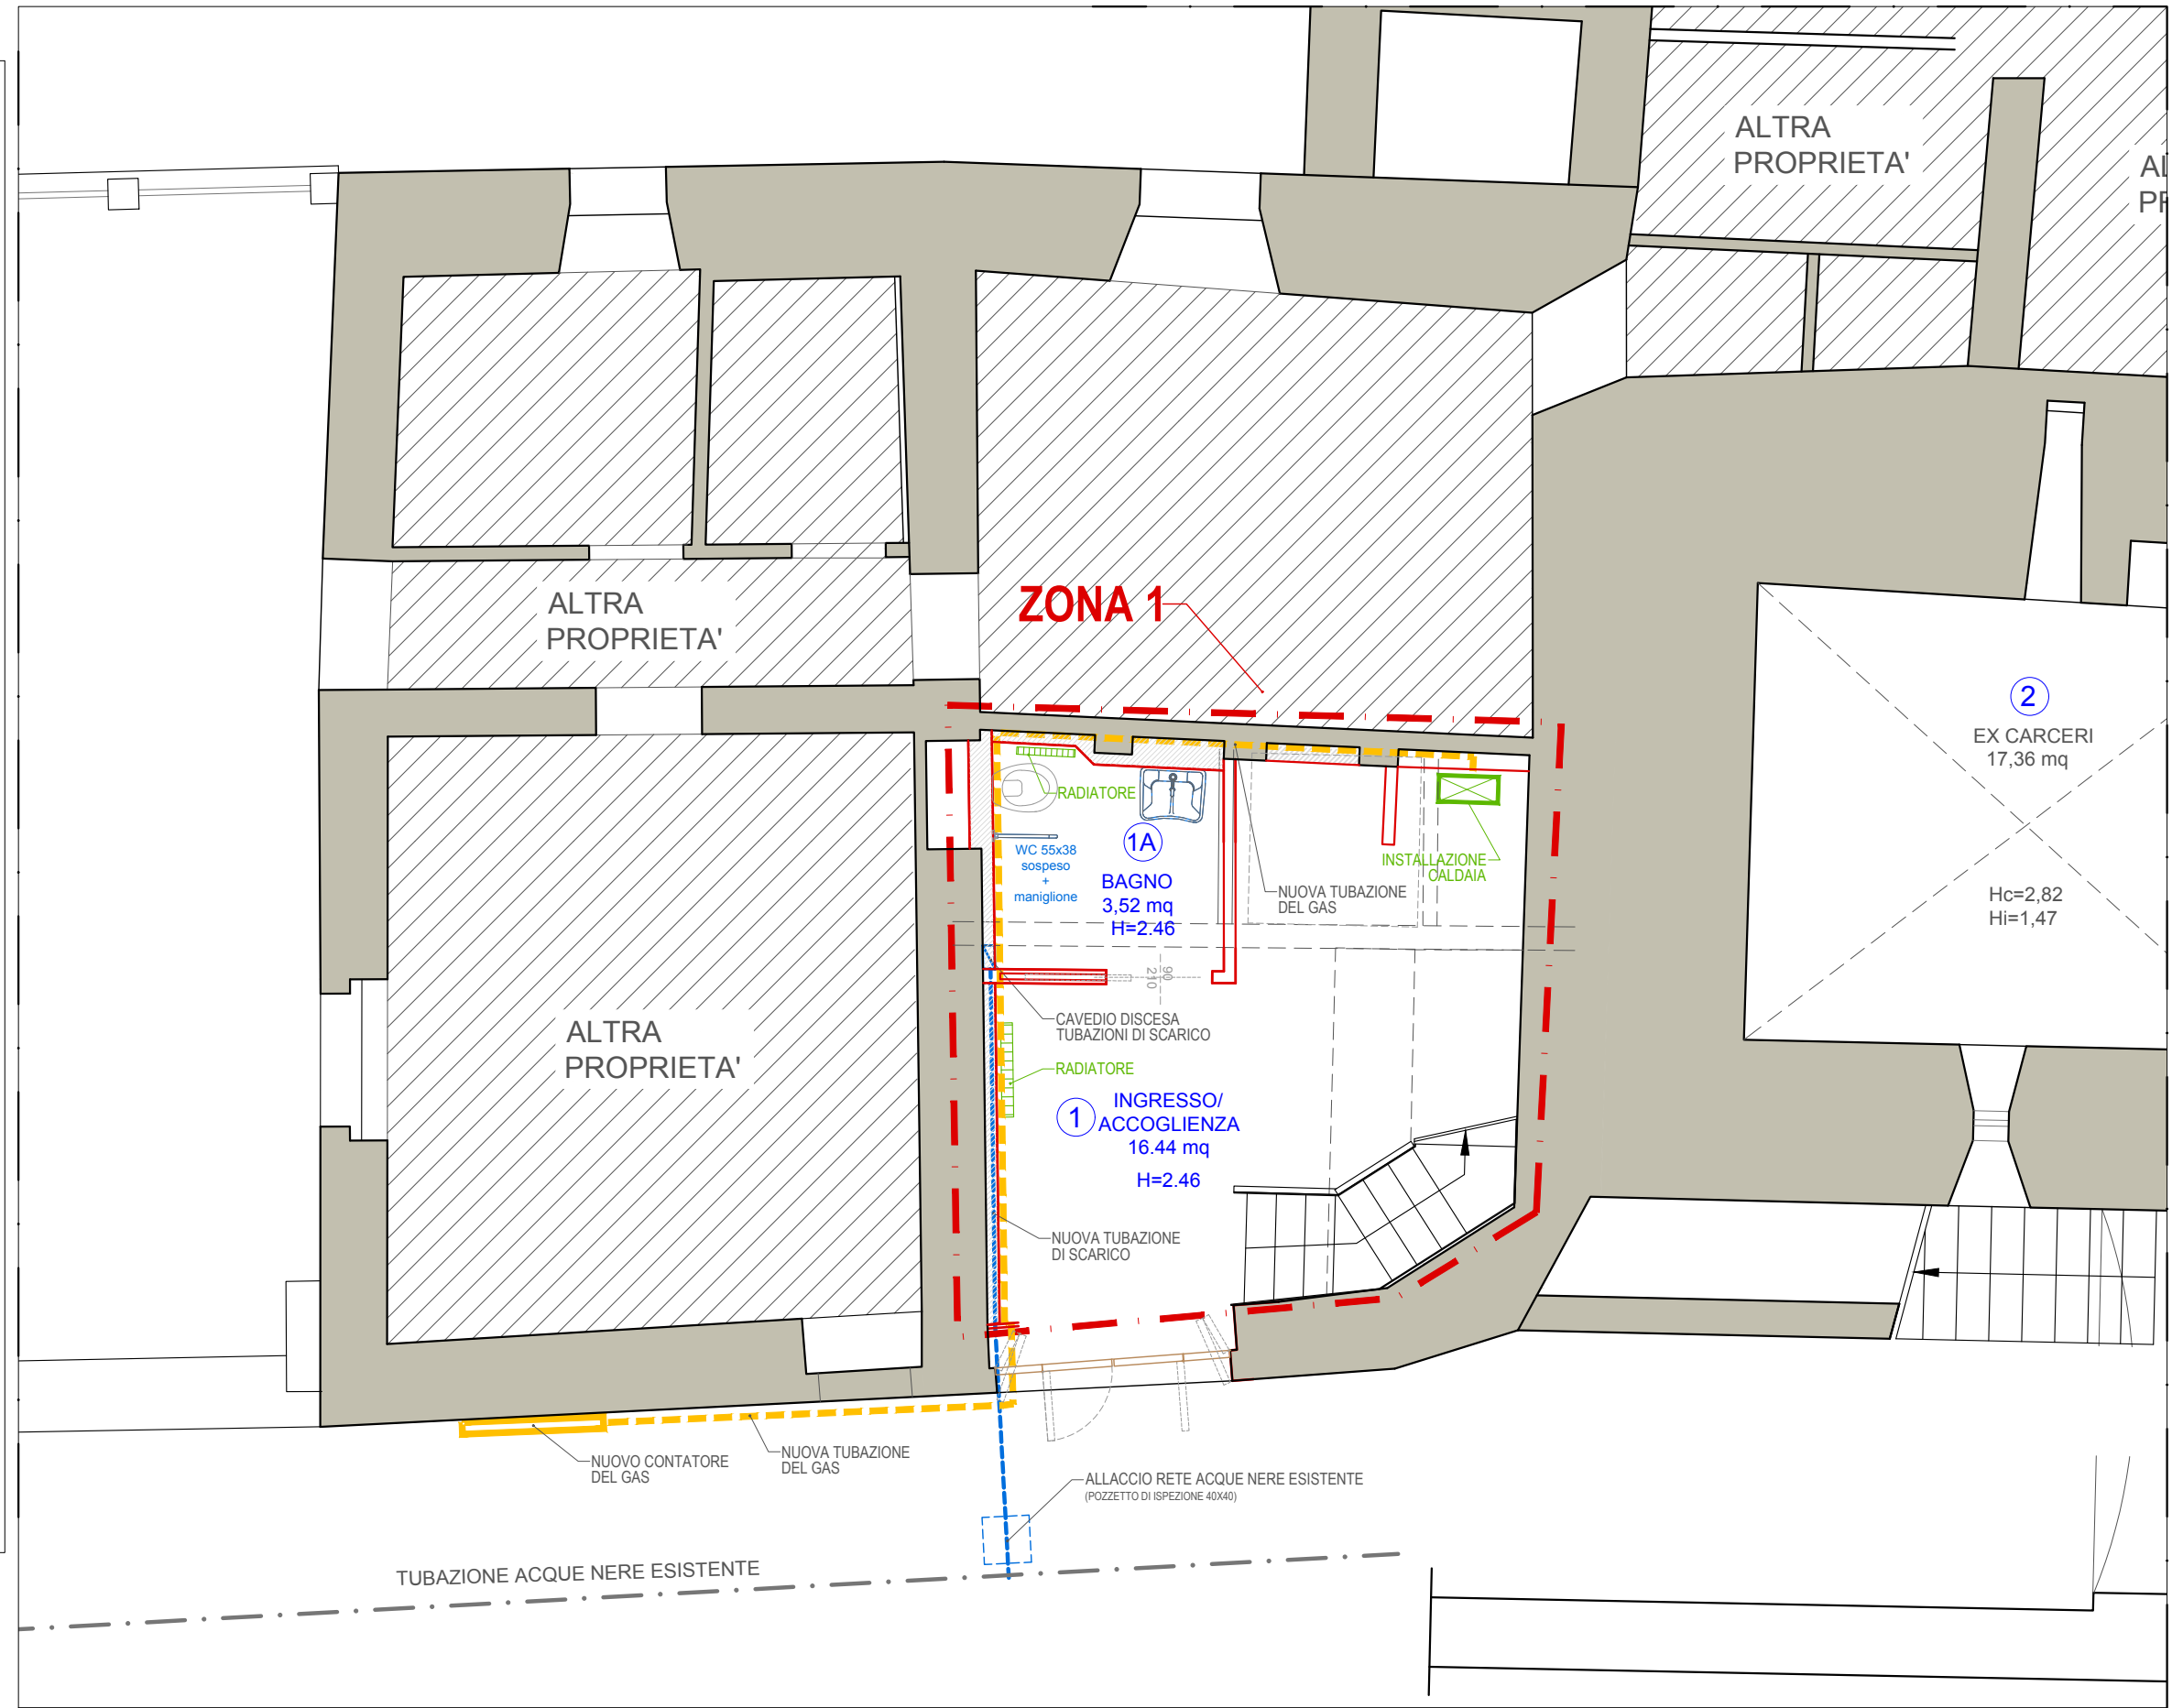 ALTRA
PROPRIETA'
ALTRA
PROPRIETA'
ZONA 1
2
EX CARCERI
17,36 mq
Hc=2,82
Hi=1,47
RADIATORE
WC 55x38
sospeso
+
maniglione
1A
BAGNO
3,52 mq
H=2.46
INSTALLAZIONE
CALDAIA
NUOVA TUBAZIONE
DEL GAS
90
210
CAVEDIO DISCESA
TUBAZIONI DI SCARICO
RADIATORE
ALTRA
PROPRIETA'
1
INGRESSO/
ACCOGLIENZA
16.44 mq
H=2.46
NUOVA TUBAZIONE
DI SCARICO
NUOVO CONTATORE
DEL GAS
NUOVA TUBAZIONE
DEL GAS
ALLACCIO RETE ACQUE NERE ESISTENTE
(POZZETTO DI ISPEZIONE 40X40)
TUBAZIONE ACQUE NERE ESISTENTE